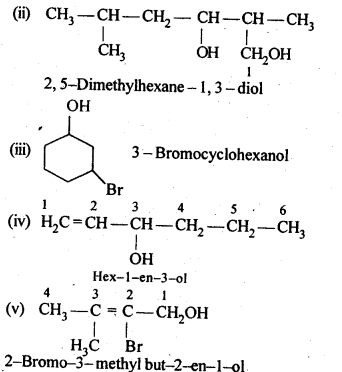 (ii) CH₃—CH—CH₂—CH—CH—CH₃
CH₃ OH CH₂OH
1
2, 5–Dimethylhexane – 1, 3 – diol
OH
(iii) 3 – Bromocyclohexanol
Br
1 2 3 4 5 6
(iv) H₂C=CH—CH—CH₂—CH₂—CH₃
OH
Hex–1–en–3–ol
4 3 2 1
(v) CH₃—C = C—CH₂OH
H₃C Br
2–Bromo–3–methyl but–2–en–1–ol